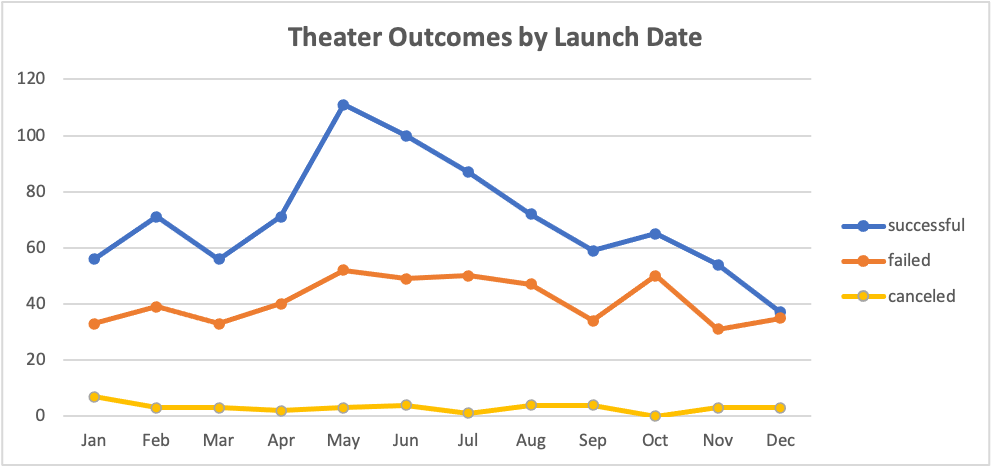 Theater Outcomes by Launch Date
120
100
80
60
40
20
0
Jan Feb Mar Apr May Jun Jul Aug Sep Oct Nov Dec
successful
failed
canceled